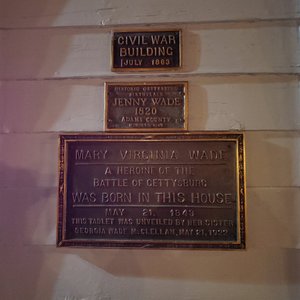 CIVIL WAR
BUILDING
JULY 1863
HISTORIC GETTYSBURG
BIRTHPLACE
JENNY WADE
1820
ADAMS COUNTY
MARY VIRGINIA WADE
A HEROINE OF THE
BATTLE OF GETTYSBURG
WAS BORN IN THIS HOUSE
MAY 21, 1843
THIS TABLET WAS UNVEILED BY HER SISTER
GEORGIA WADE McCLELLAN, MAY 21, 1922